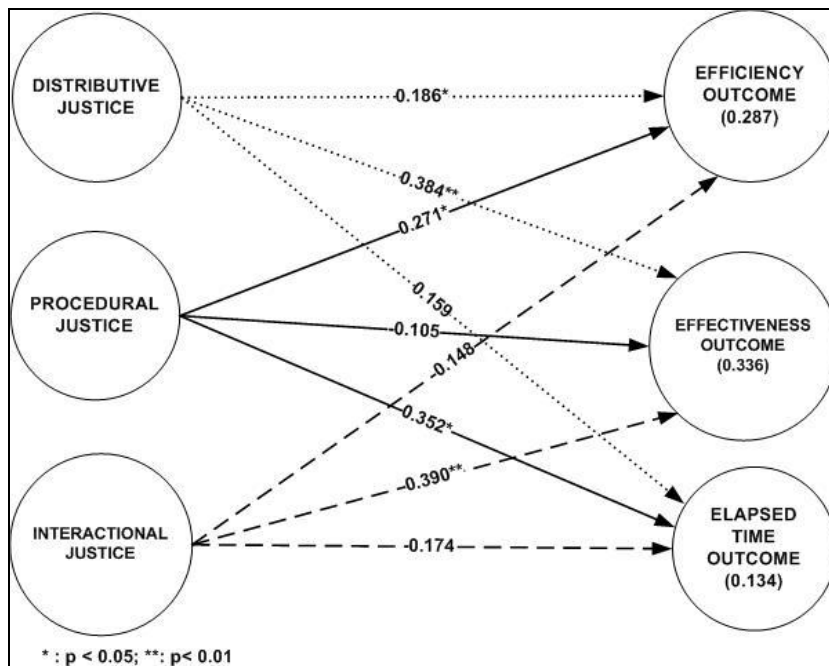 DISTRIBUTIVE
JUSTICE
EFFICIENCY
OUTCOME
(0.287)
0.186*
0.384**
0.271*
PROCEDURAL
JUSTICE
0.159
-0.105
-0.148
EFFECTIVENESS
OUTCOME
(0.336)
0.352*
0.390**
INTERACTIONAL
JUSTICE
-0.174
ELAPSED
TIME
OUTCOME
(0.134)
* : p < 0.05; **: p< 0.01